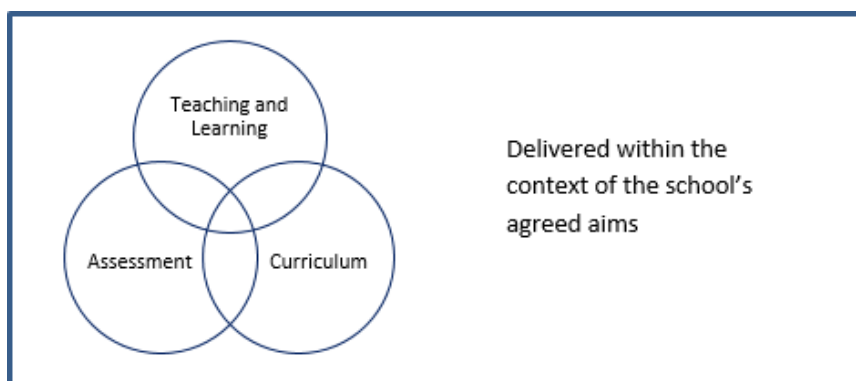 Teaching and
Learning
Assessment
Curriculum
Delivered within the
context of the school’s
agreed aims